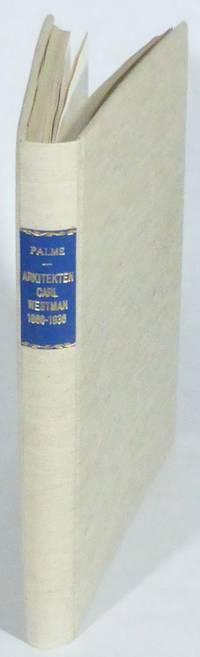 PALME
—
ARKITEKTEN
CARL
WESTMAN
1866-1936